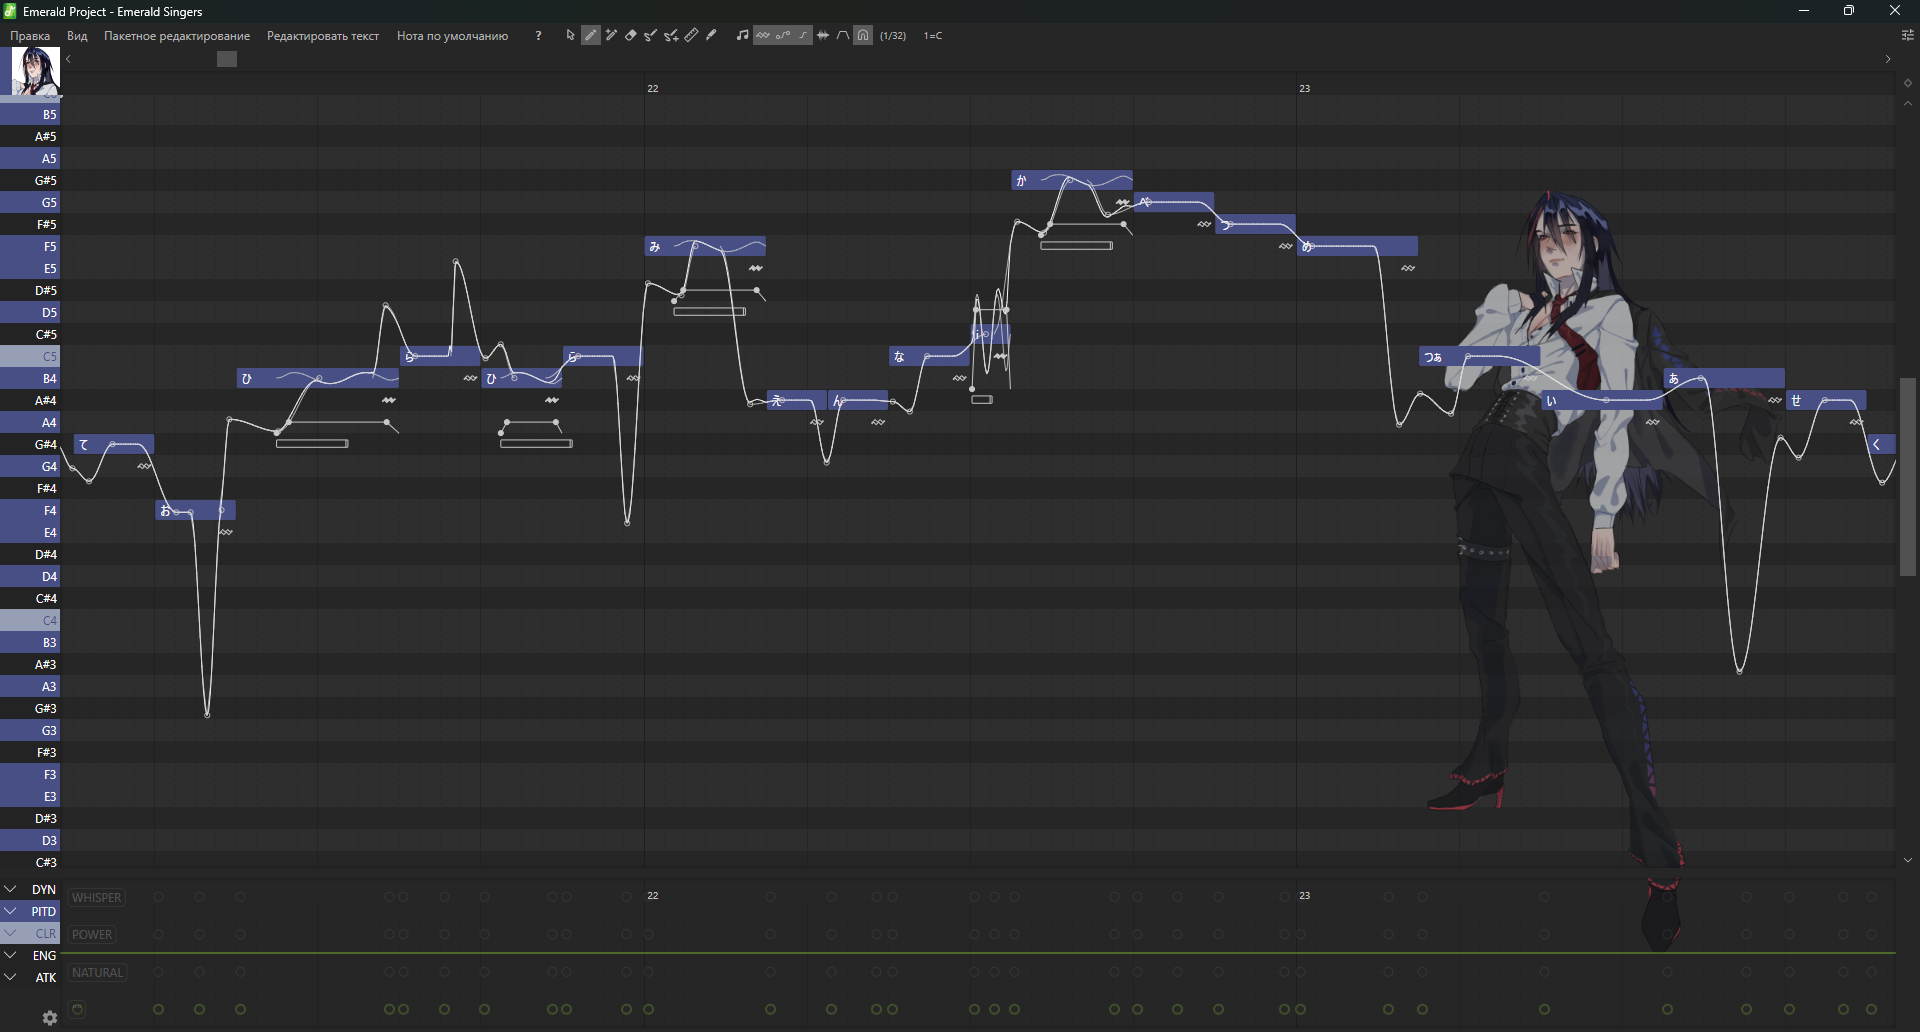 Emerald Project - Emerald Singers
Правка Вид Пакетное редактирование Редактировать текст Нота по умолчанию ? (1/32) 1=C
22 23
B5
A#5
A5
G#5 か
G5 べ
F#5 つ
F5 み め
E5
D#5
D5
C#5 い
C5 ら ら な つぁ
B4 ひ ひ あ
A#4 え ん い せ
A4
G#4 て
G4
F#4
F4 お
E4
D#4
D4
C#4
C4
B3
A#3
A3
G#3
G3
F#3
F3
E3
D#3
D3
C#3
DYN WHISPER 22 23
PITD
CLR POWER
ENG
ATK NATURAL